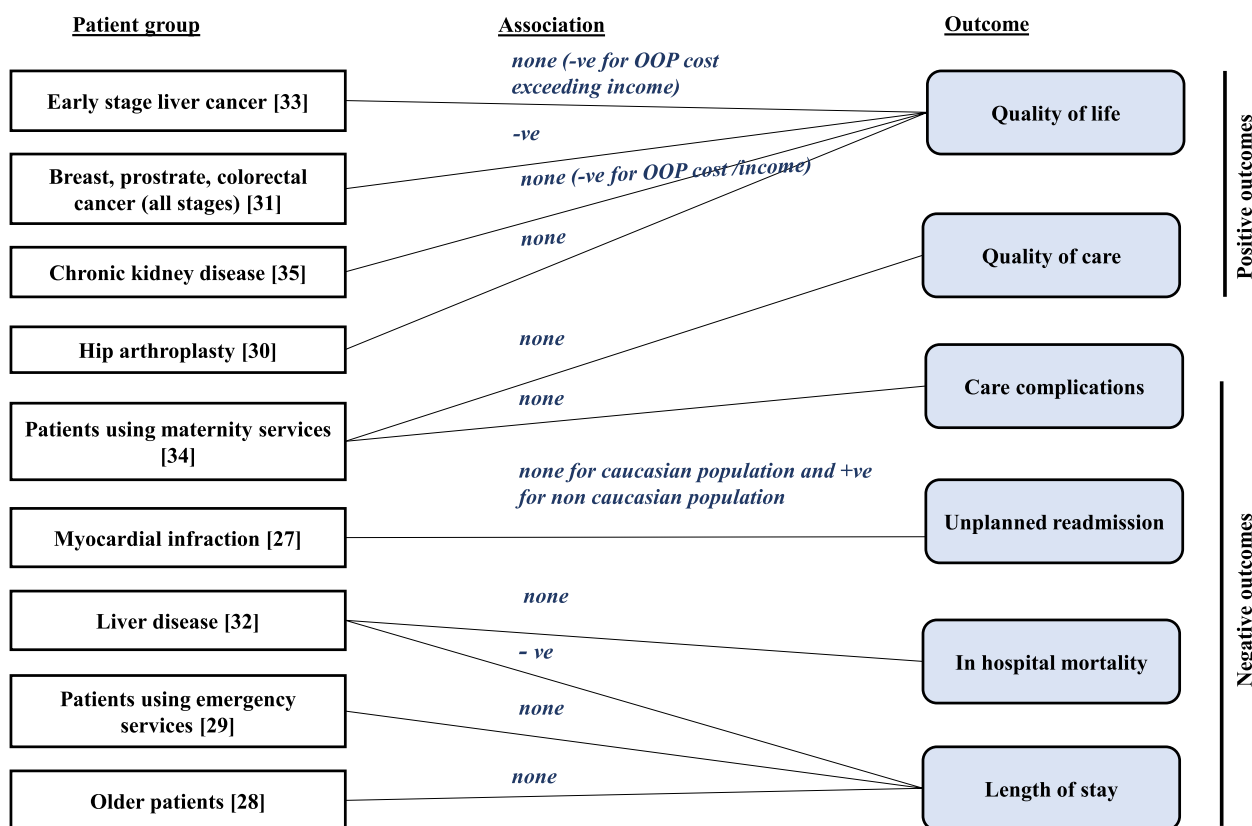 Patient group
Association
Outcome
none (-ve for OOP cost
exceeding income)
Early stage liver cancer [33]
Quality of life
-ve
Breast, prostrate, colorectal
cancer (all stages) [31]
none (-ve for OOP cost /income)
Chronic kidney disease [35]
none
Quality of care
Positive outcomes
Hip arthroplasty [30]
none
Patients using maternity services
[34]
none
Care complications
none for caucasian population and +ve
for non caucasian population
Myocardial infraction [27]
Unplanned readmission
Liver disease [32]
none
In hospital mortality
- ve
Negative outcomes
Patients using emergency
services [29]
none
Older patients [28]
none
Length of stay